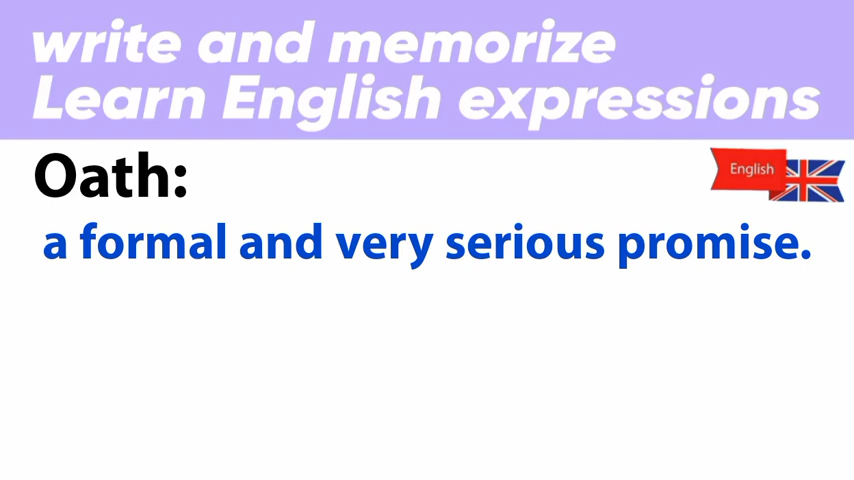 write and memorize
Learn English expressions
Oath:
English
a formal and very serious promise.